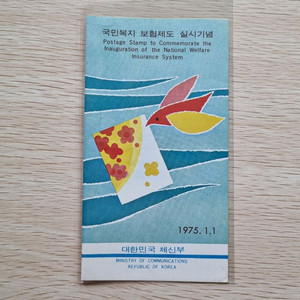 국민복지 보험제도 실시기념
Postage Stamp to Commemorate the
Inauguration of the National Welfare
Insurance System
1975.1.1
대한민국 체신부
MINISTRY OF COMMUNICATIONS
REPUBLIC OF KOREA